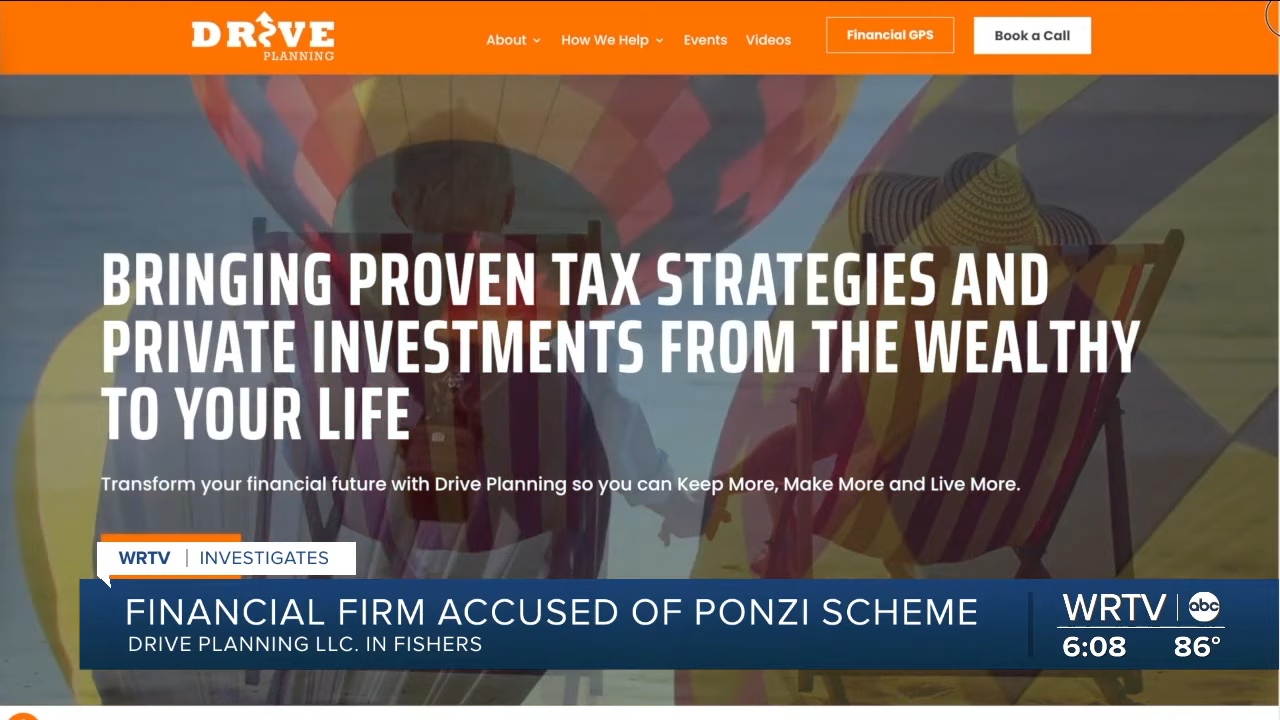 DRIVE
PLANNING
About
How We Help
Events
Videos
Financial GPS
Book a Call
BRINGING PROVEN TAX STRATEGIES AND
PRIVATE INVESTMENTS FROM THE WEALTHY
TO YOUR LIFE
Transform your financial future with Drive Planning so you can Keep More, Make More and Live More.
WRTV | INVESTIGATES
FINANCIAL FIRM ACCUSED OF PONZI SCHEME
DRIVE PLANNING LLC. IN FISHERS
WRTV | abc
6:08 86°